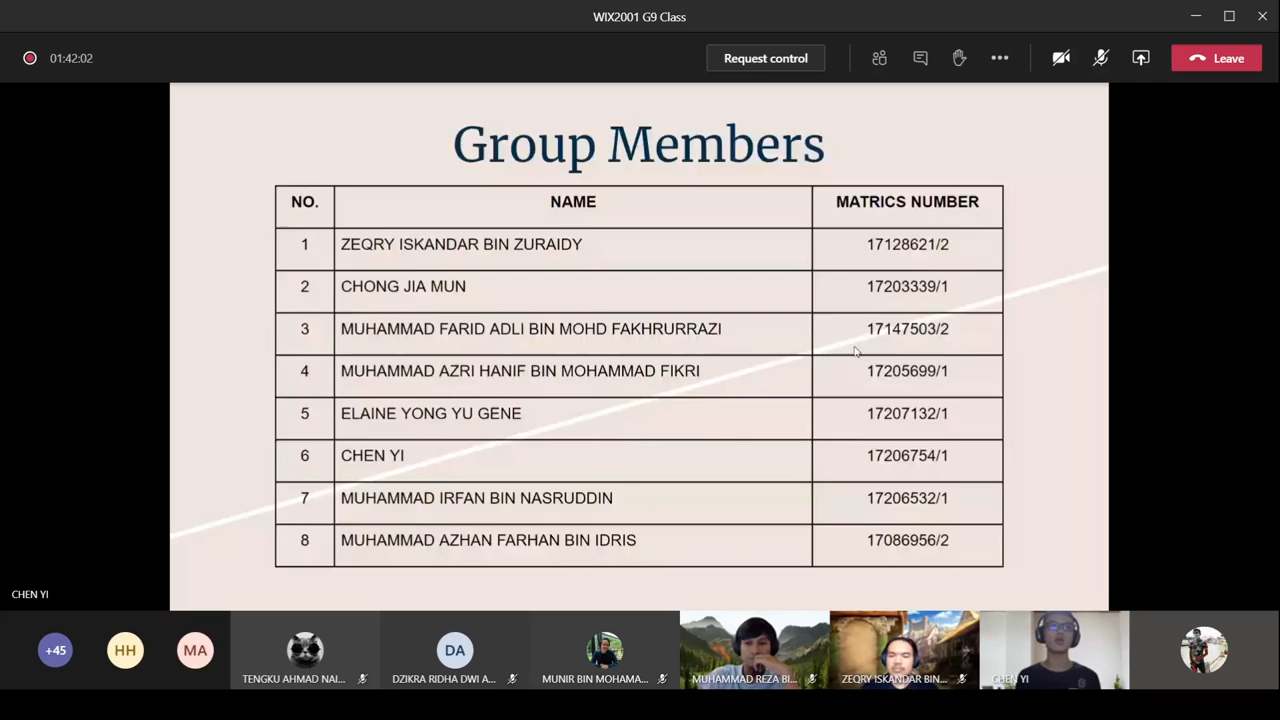 WIX2001 G9 Class
01:42:02
Request control
Leave
Group Members
NO. NAME MATRICS NUMBER
1 ZEQRY ISKANDAR BIN ZURAIDY 17128621/2
2 CHONG JIA MUN 17203339/1
3 MUHAMMAD FARID ADLI BIN MOHD FAKHRURRAZI 17147503/2
4 MUHAMMAD AZRI HANIF BIN MOHAMMAD FIKRI 17205699/1
5 ELAINE YONG YU GENE 17207132/1
6 CHEN YI 17206754/1
7 MUHAMMAD IRFAN BIN NASRUDDIN 17206532/1
8 MUHAMMAD AZHAN FARHAN BIN IDRIS 17086956/2
CHEN YI
+45 HH MA DA
TENGKU AHMAD NAI... DZIKRA RIDHA DWI A... MUNIR BIN MOHAMA... MUHAMMAD REZA BI... ZEQRY ISKANDAR BIN... CHEN YI